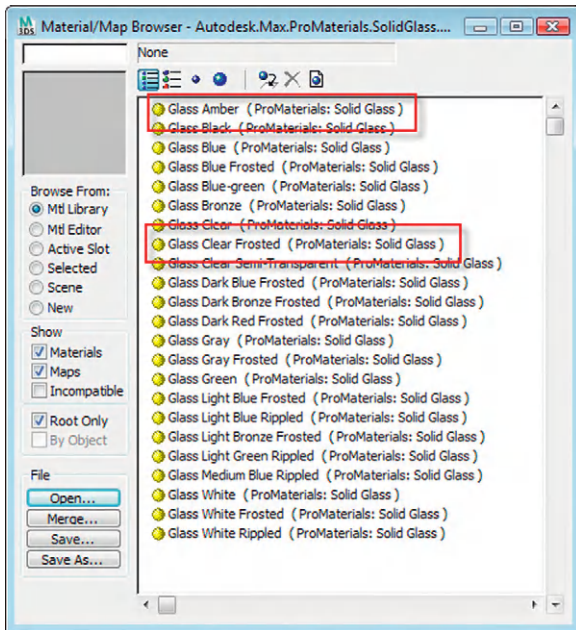 Material/Map Browser - Autodesk.Max.ProMaterials.SolidGlass....
None
Glass Amber ( ProMaterials: Solid Glass )
Glass Black ( ProMaterials: Solid Glass )
Glass Blue ( ProMaterials: Solid Glass )
Glass Blue Frosted ( ProMaterials: Solid Glass )
Glass Blue-green ( ProMaterials: Solid Glass )
Glass Bronze ( ProMaterials: Solid Glass )
Glass Clear ( ProMaterials: Solid Glass )
Glass Clear Frosted ( ProMaterials: Solid Glass )
Glass Clear Semi-Transparent ( ProMaterials: Solid Glass )
Glass Dark Blue Frosted ( ProMaterials: Solid Glass )
Glass Dark Bronze Frosted ( ProMaterials: Solid Glass )
Glass Dark Red Frosted ( ProMaterials: Solid Glass )
Glass Gray ( ProMaterials: Solid Glass )
Glass Gray Frosted ( ProMaterials: Solid Glass )
Glass Green ( ProMaterials: Solid Glass )
Glass Light Blue Frosted ( ProMaterials: Solid Glass )
Glass Light Blue Rippled ( ProMaterials: Solid Glass )
Glass Light Bronze Frosted ( ProMaterials: Solid Glass )
Glass Light Green Rippled ( ProMaterials: Solid Glass )
Glass Medium Blue Rippled ( ProMaterials: Solid Glass )
Glass White ( ProMaterials: Solid Glass )
Glass White Frosted ( ProMaterials: Solid Glass )
Glass White Rippled ( ProMaterials: Solid Glass )
Browse From:
Mtl Library
Mtl Editor
Active Slot
Selected
Scene
New
Show
Materials
Maps
Incompatible
Root Only
By Object
File
Open...
Merge...
Save...
Save As...